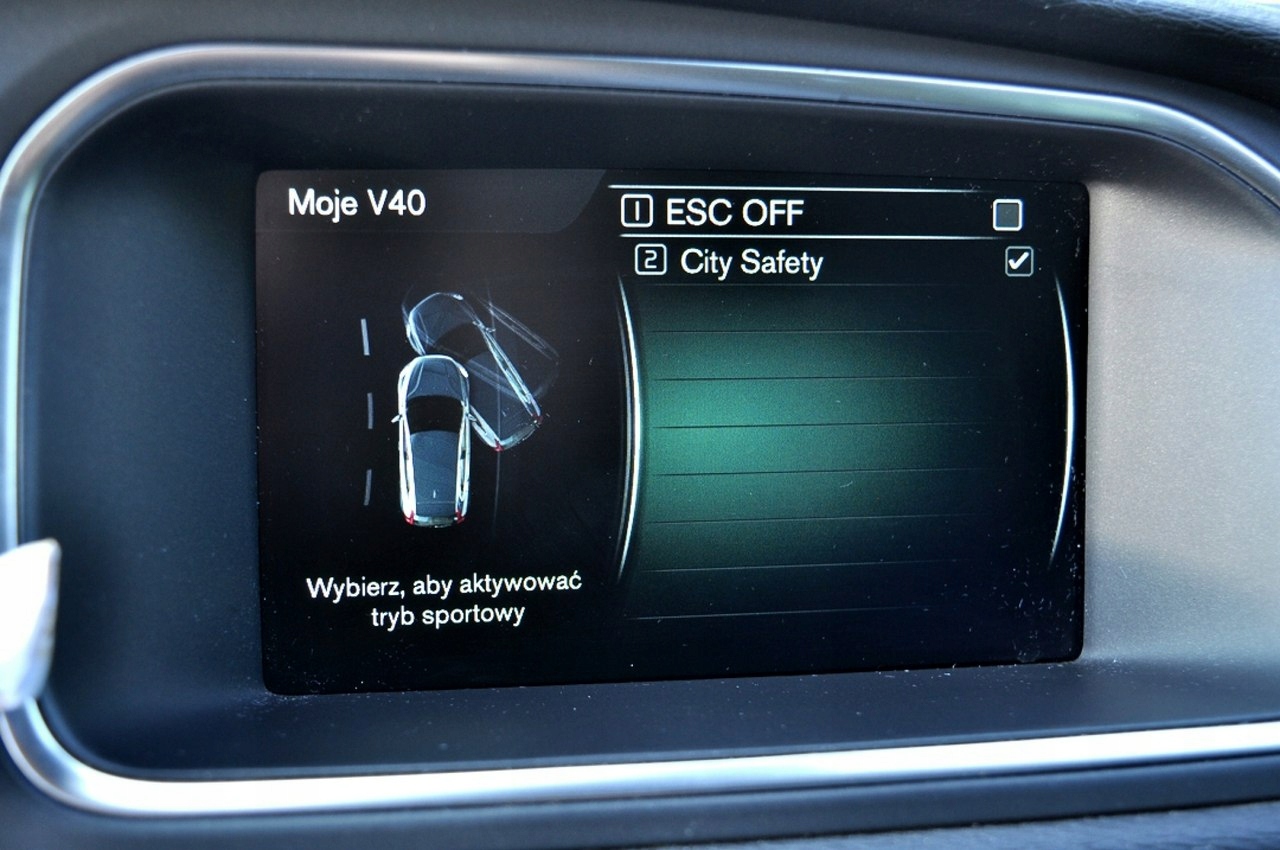 Moje V40
1 ESC OFF
2 City Safety
Wybierz, aby aktywować
tryb sportowy